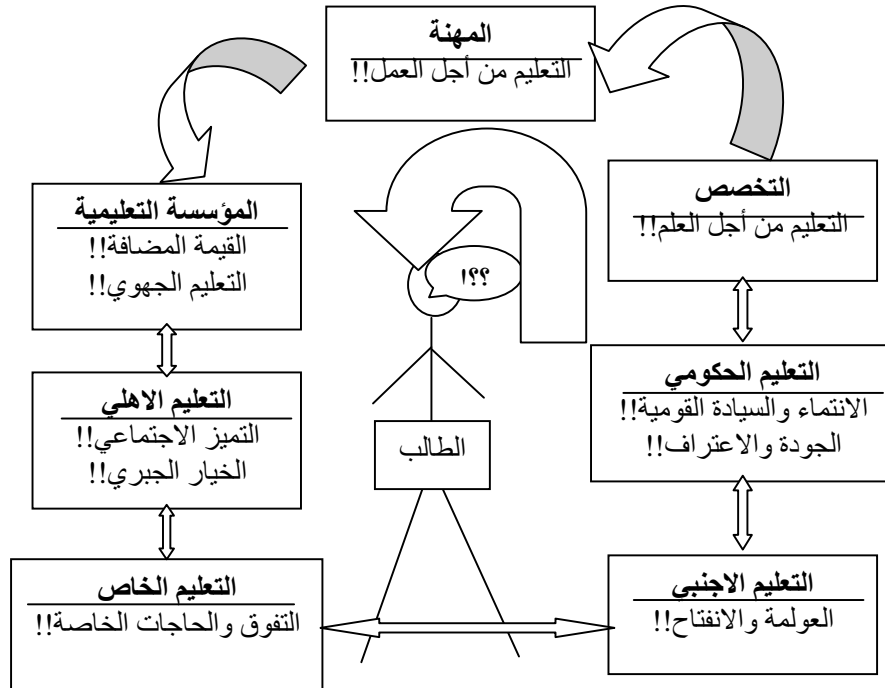 المهنة
التعليم من أجل العمل!!
التخصص
التعليم من أجل العلم!!
المؤسسة التعليمية
القيمة المضافة!!
التعليم الجهوي!!
؟؟!
التعليم الحكومي
الانتماء والسيادة القومية!!
الجودة والاعتراف!!
التعليم الاهلي
التميز الاجتماعي!!
الخيار الجبري!!
الطالب
التعليم الاجنبي
العولمة والانفتاح!!
التعليم الخاص
التفوق والحاجات الخاصة!!